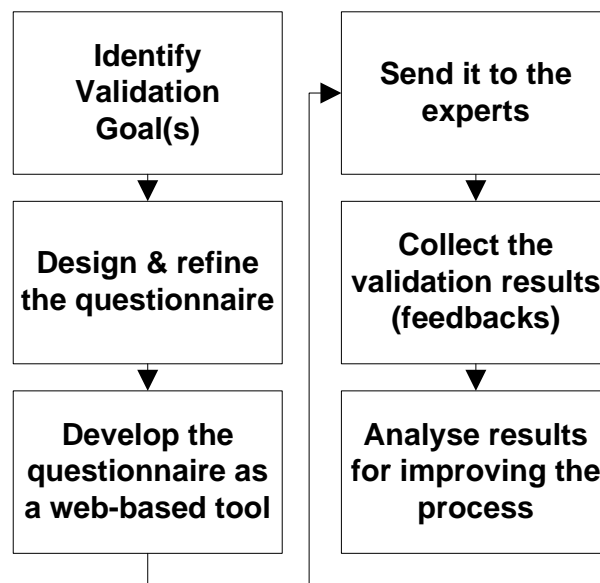 Identify
Validation
Goal(s)
Design & refine
the questionnaire
Develop the
questionnaire as
a web-based tool
Send it to the
experts
Collect the
validation results
(feedbacks)
Analyse results
for improving the
process